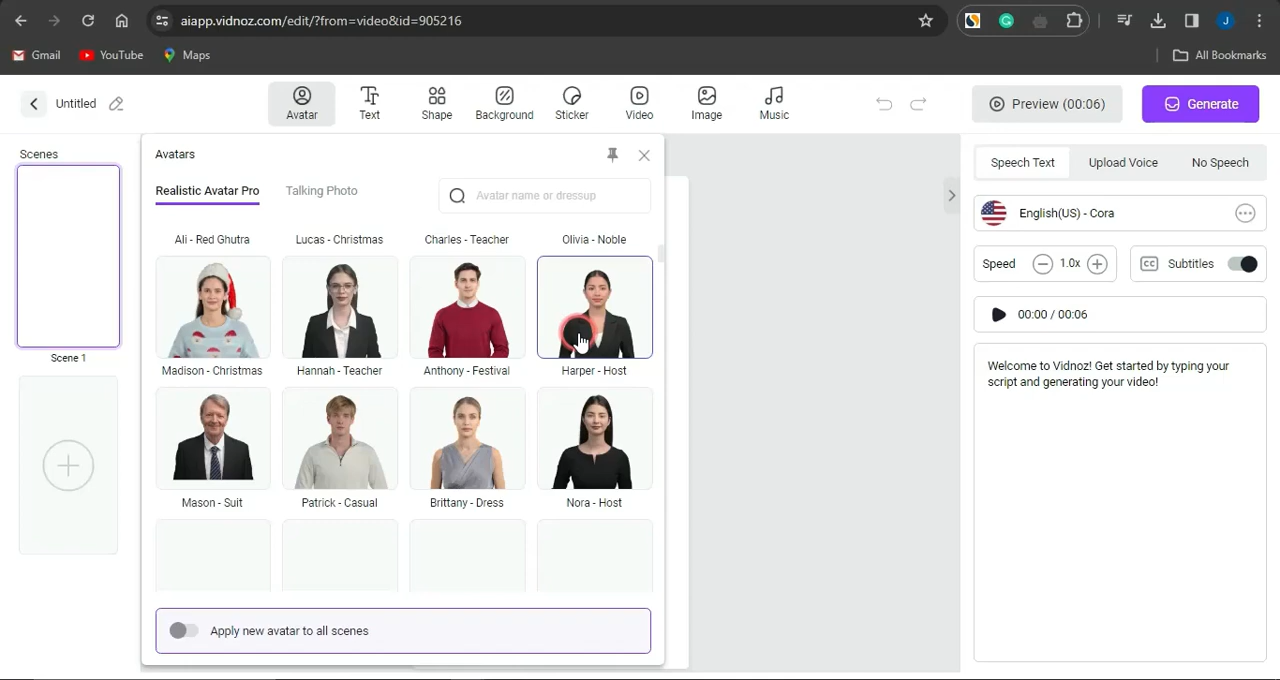 aiapp.vidnoz.com/edit/?from=video&id=905216
J
Gmail
YouTube
Maps
All Bookmarks
Untitled
Avatar
Text
Shape
Background
Sticker
Video
Image
Music
Preview (00:06)
Generate
Scenes
Scene 1
Avatars
Realistic Avatar Pro
Talking Photo
Avatar name or dressup
Ali - Red Ghutra
Lucas - Christmas
Charles - Teacher
Olivia - Noble
Madison - Christmas
Hannah - Teacher
Anthony - Festival
Harper - Host
Mason - Suit
Patrick - Casual
Brittany - Dress
Nora - Host
Apply new avatar to all scenes
Speech Text
Upload Voice
No Speech
English(US) - Cora
Speed
1.0x
CC
Subtitles
00:00 / 00:06
Welcome to Vidnoz! Get started by typing your
script and generating your video!